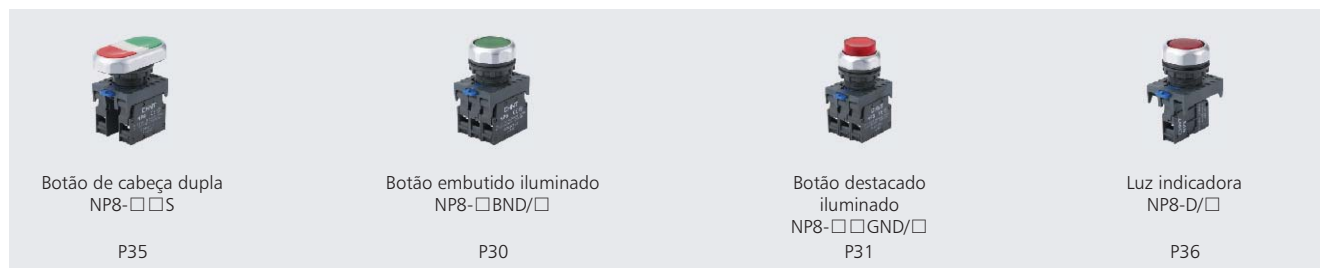 Botão de cabeça dupla
NP8-□□S
P35
Botão embutido iluminado
NP8-□BND/□
P30
Botão destacado
iluminado
NP8-□□GND/□
P31
Luz indicadora
NP8-D/□
P36